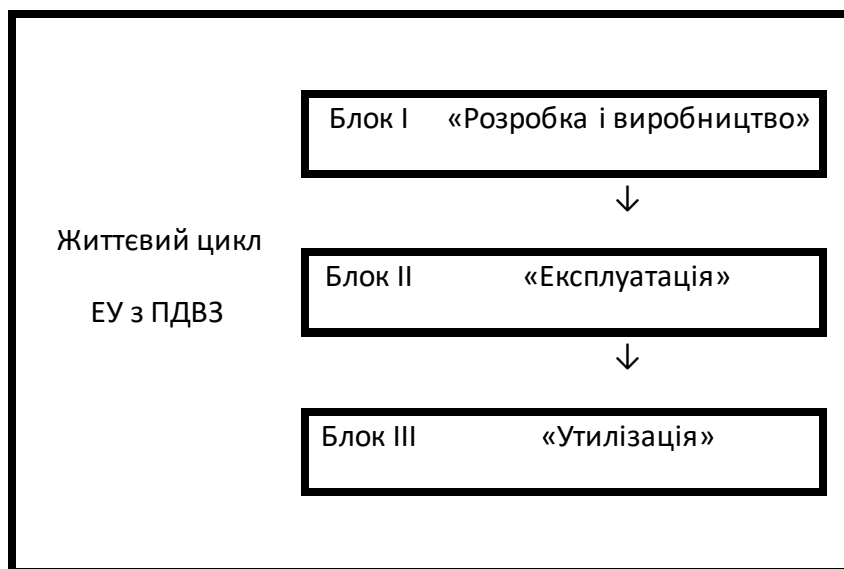 Блок I «Розробка і виробництво»
↓
Життєвий цикл
ЕУ з ПДВЗ
Блок II «Експлуатація»
↓
Блок III «Утилізація»